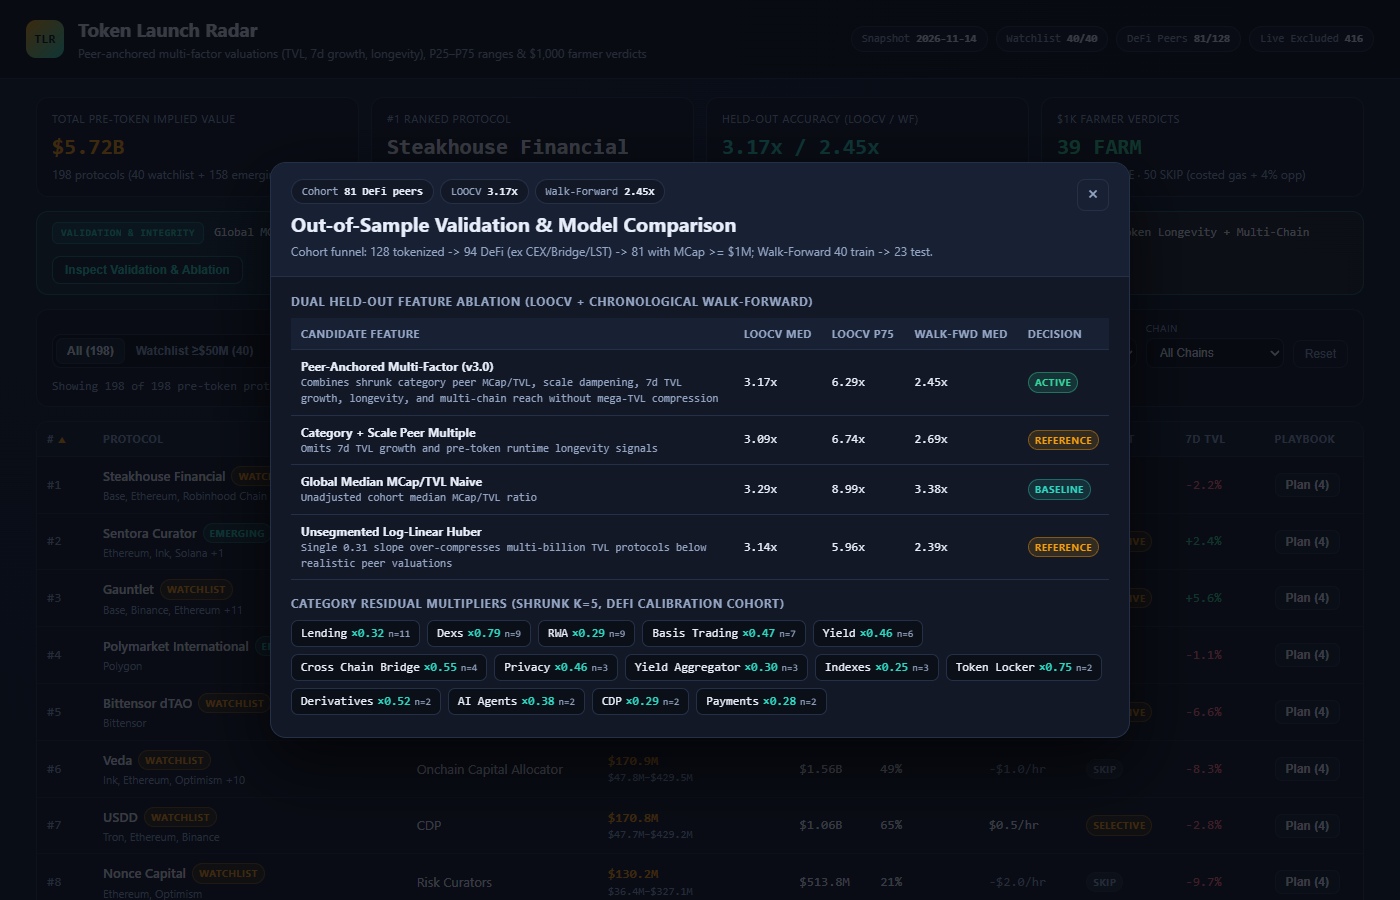 TLR
Token Launch Radar
Peer-anchored multi-factor valuations (TVL, 7d growth, longevity), P25–P75 ranges & $1,000 farmer verdicts
Snapshot 2026-11-14
Watchlist 40/40
DeFi Peers 81/128
Live Excluded 416
TOTAL PRE-TOKEN IMPLIED VALUE
$5.72B
198 protocols (40 watchlist + 158 emergi
#1 RANKED PROTOCOL
Steakhouse Financial
HELD-OUT ACCURACY (LOOCV / WF)
3.17x / 2.45x
$1K FARMER VERDICTS
39 FARM
E · 50 SKIP (costed gas + 4% opp)
VALIDATION & INTEGRITY
Global M
ken Longevity + Multi-Chain
Inspect Validation & Ablation
All (198)
Watchlist ≥$50M (40)
CHAIN
All Chains
Reset
Showing 198 of 198 pre-token prot
Cohort 81 DeFi peers
LOOCV 3.17x
Walk-Forward 2.45x
×
Out-of-Sample Validation & Model Comparison
Cohort funnel: 128 tokenized -> 94 DeFi (ex CEX/Bridge/LST) -> 81 with MCap >= $1M; Walk-Forward 40 train -> 23 test.
DUAL HELD-OUT FEATURE ABLATION (LOOCV + CHRONOLOGICAL WALK-FORWARD)
CANDIDATE FEATURE LOOCV MED LOOCV P75 WALK-FWD MED DECISION
Peer-Anchored Multi-Factor (v3.0)
Combines shrunk category peer MCap/TVL, scale dampening, 7d TVL
growth, longevity, and multi-chain reach without mega-TVL compression
3.17x 6.29x 2.45x ACTIVE
Category + Scale Peer Multiple
Omits 7d TVL growth and pre-token runtime longevity signals
3.09x 6.74x 2.69x REFERENCE
Global Median MCap/TVL Naive
Unadjusted cohort median MCap/TVL ratio
3.29x 8.99x 3.38x BASELINE
Unsegmented Log-Linear Huber
Single 0.31 slope over-compresses multi-billion TVL protocols below
realistic peer valuations
3.14x 5.96x 2.39x REFERENCE
CATEGORY RESIDUAL MULTIPLIERS (SHRUNK K=5, DEFI CALIBRATION COHORT)
Lending ×0.32 n=11
Dexs ×0.79 n=9
RWA ×0.29 n=9
Basis Trading ×0.47 n=7
Yield ×0.46 n=6
Cross Chain Bridge ×0.55 n=4
Privacy ×0.46 n=3
Yield Aggregator ×0.30 n=3
Indexes ×0.25 n=3
Token Locker ×0.75 n=2
Derivatives ×0.52 n=2
AI Agents ×0.38 n=2
CDP ×0.29 n=2
Payments ×0.28 n=2
# ▲ PROTOCOL T 7D TVL PLAYBOOK
#1 Steakhouse Financial WATC -2.2% Plan (4)
Base, Ethereum, Robinhood Chain
#2 Sentora Curator EMERGING VE +2.4% Plan (4)
Ethereum, Ink, Solana +1
#3 Gauntlet WATCHLIST VE +5.6% Plan (4)
Base, Binance, Ethereum +11
#4 Polymarket International E -1.1% Plan (4)
Polygon
#5 Bittensor dTAO WATCHLIST VE -6.6% Plan (4)
Bittensor
#6 Veda WATCHLIST Onchain Capital Allocator $170.9M $1.56B 49% -$1.0/hr SKIP -8.3% Plan (4)
Ink, Ethereum, Optimism +10 $47.8M–$429.5M
#7 USDD WATCHLIST CDP $170.8M $1.06B 65% $0.5/hr SELECTIVE -2.8% Plan (4)
Tron, Ethereum, Binance $47.7M–$429.2M
#8 Nonce Capital WATCHLIST Risk Curators $130.2M $513.8M 21% -$2.0/hr SKIP -9.7% Plan (4)
Ethereum, Optimism $36.4M–$327.1M